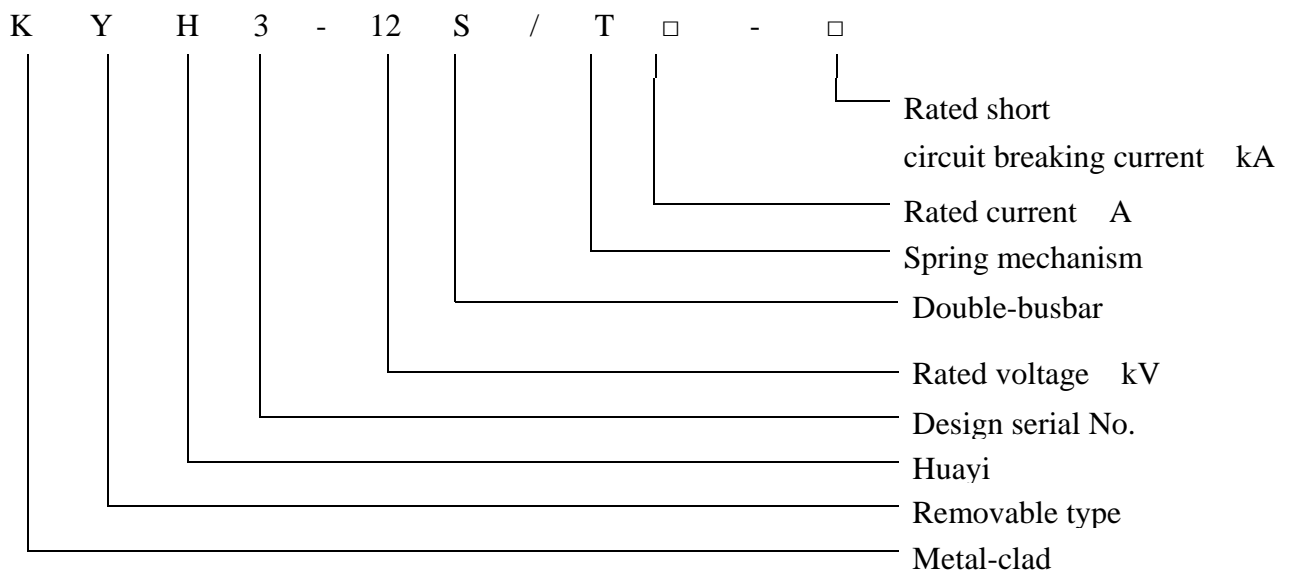 K Y H 3 - 12 S / T □ - □
Rated short
circuit breaking current kA
Rated current A
Spring mechanism
Double-busbar
Rated voltage kV
Design serial No.
Huayi
Removable type
Metal-clad